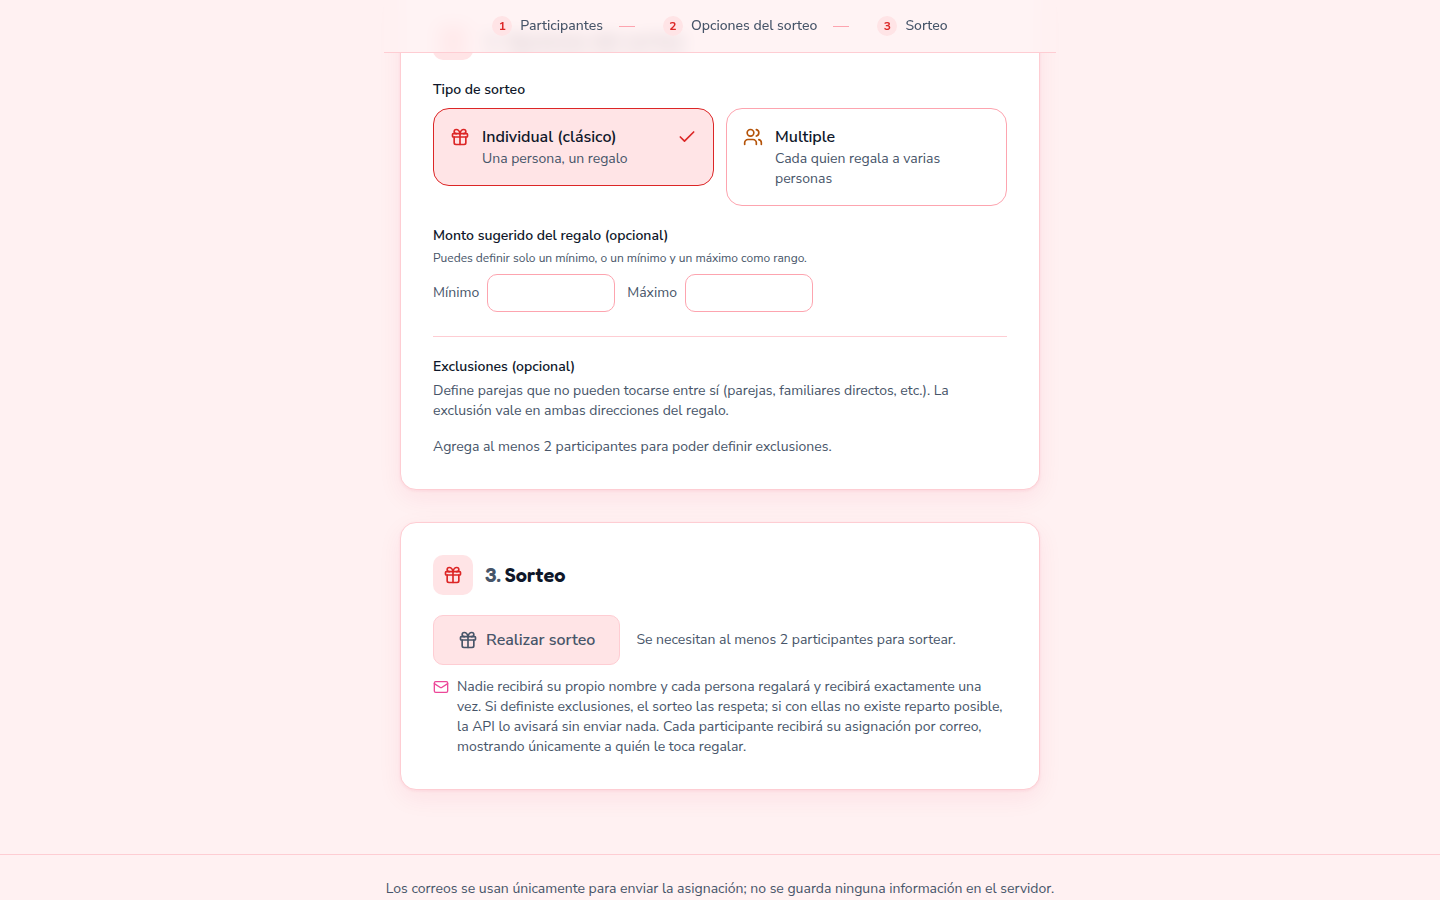 1 Participantes — 2 Opciones del sorteo — 3 Sorteo
Tipo de sorteo
Individual (clásico)
Una persona, un regalo
Multiple
Cada quien regala a varias
personas
Monto sugerido del regalo (opcional)
Puedes definir solo un mínimo, o un mínimo y un máximo como rango.
Mínimo
Máximo
Exclusiones (opcional)
Define parejas que no pueden tocarse entre sí (parejas, familiares directos, etc.). La
exclusión vale en ambas direcciones del regalo.
Agrega al menos 2 participantes para poder definir exclusiones.
3. Sorteo
Realizar sorteo
Se necesitan al menos 2 participantes para sortear.
Nadie recibirá su propio nombre y cada persona regalará y recibirá exactamente una
vez. Si definiste exclusiones, el sorteo las respeta; si con ellas no existe reparto posible,
la API lo avisará sin enviar nada. Cada participante recibirá su asignación por correo,
mostrando únicamente a quién le toca regalar.
Los correos se usan únicamente para enviar la asignación; no se guarda ninguna información en el servidor.